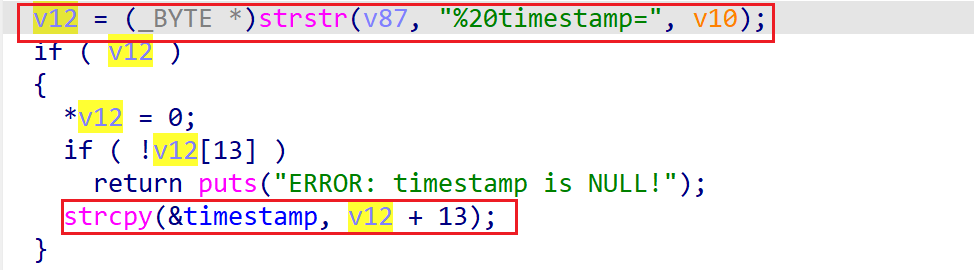 v12 = (_BYTE *)strstr(v87, "%20timestamp=", v10);
if ( v12 )
{
*v12 = 0;
if ( !v12[13] )
return puts("ERROR: timestamp is NULL!");
strcpy(&timestamp, v12 + 13);
}